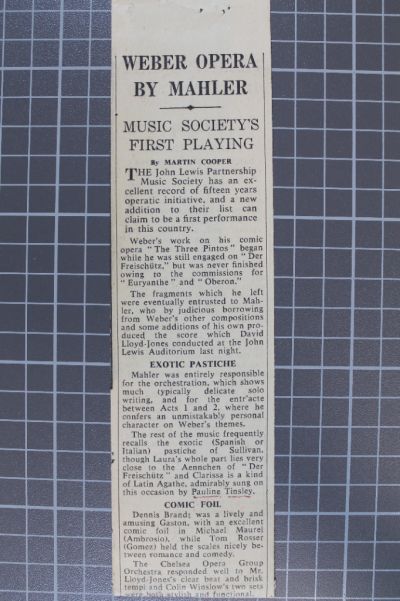 WEBER OPERA
BY MAHLER
MUSIC SOCIETY'S
FIRST PLAYING
By MARTIN COOPER
THE John Lewis Partnership
Music Society has an ex-
cellent record of fifteen years
operatic initiative, and a new
addition to their list can
claim to be a first performance
in this country.
Weber's work on his comic
opera "The Three Pintos" began
while he was still engaged on "Der
Freischütz," but was never finished
owing to the commissions for
"Euryanthe" and "Oberon."
The fragments which he left
were eventually entrusted to Mah-
ler, who by judicious borrowing
from Weber's other compositions
and some additions of his own pro-
duced the score which David
Lloyd-Jones conducted at the John
Lewis Auditorium last night.
EXOTIC PASTICHE
Mahler was entirely responsible
for the orchestration, which shows
much typically delicate solo
writing, and for the entr'acte
between Acts 1 and 2, where he
confers an unmistakably personal
character on Weber's themes.
The rest of the music frequently
recalls the exotic (Spanish or
Italian) pastiche of Sullivan,
though Laura's whole part lies very
close to the Aennchen of "Der
Freischütz" and Clarissa is a kind
of Latin Agathe, admirably sung on
this occasion by Pauline Tinsley.
COMIC FOIL
Dennis Brandt was a lively and
amusing Gaston, with an excellent
comic foil in Michael Maurel
(Ambrosio), while Tom Rosser
(Gomez) held the scales nicely be-
tween romance and comedy.
The Chelsea Opera Group
Orchestra responded well to Mr.
Lloyd-Jones's clear beat and brisk
tempi and Colin Winslow's two sets
were both stylish and functional.